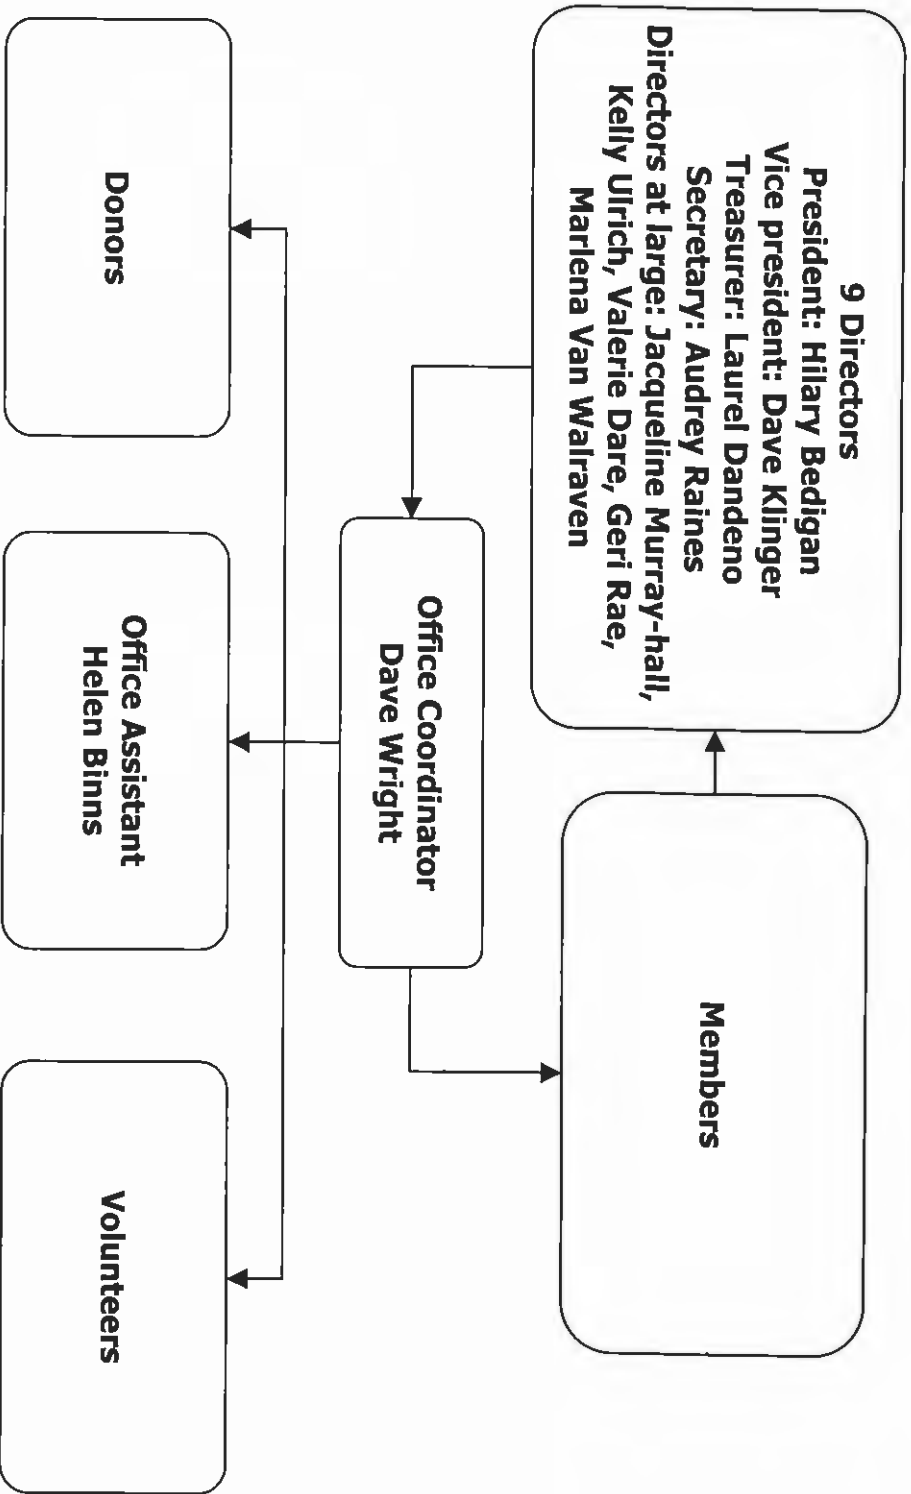 9 Directors
President: Hilary Bedigan
Vice president: Dave Klinger
Treasurer: Laurel Dandeno
Secretary: Audrey Raines
Directors at large: Jacqueline Murray-hall,
Kelly Ulrich, Valerie Dare, Geri Rae,
Marlena Van Walraven
Members
Office Coordinator
Dave Wright
Donors
Office Assistant
Helen Binns
Volunteers